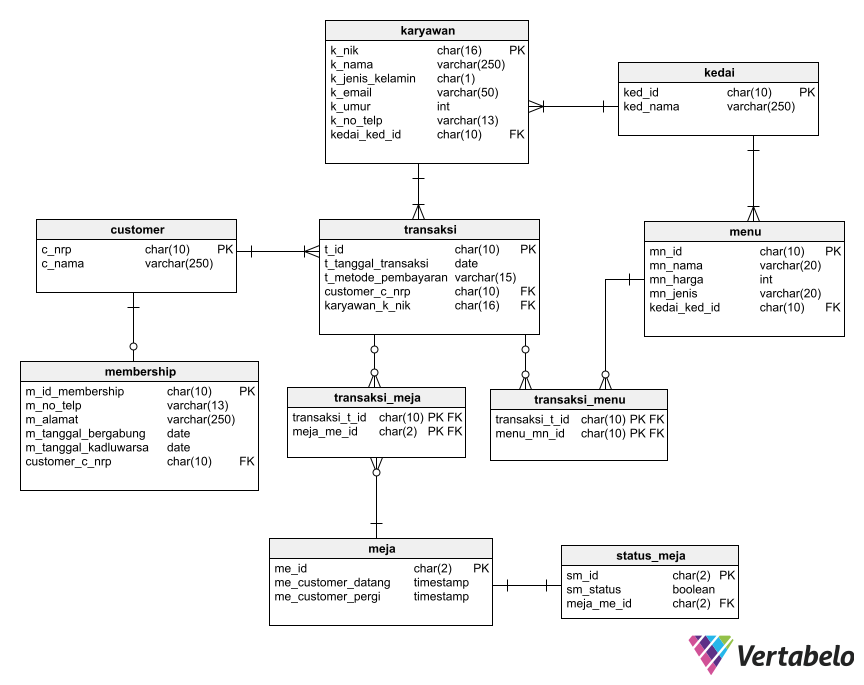 karyawan
k_nik char(16) PK
k_nama varchar(250)
k_jenis_kelamin char(1)
k_email varchar(50)
k_umur int
k_no_telp varchar(13)
kedai_ked_id char(10) FK
kedai
ked_id char(10) PK
ked_nama varchar(250)
customer
c_nrp char(10) PK
c_nama varchar(250)
transaksi
t_id char(10) PK
t_tanggal_transaksi date
t_metode_pembayaran varchar(15)
customer_c_nrp char(10) FK
karyawan_k_nik char(16) FK
menu
mn_id char(10) PK
mn_nama varchar(20)
mn_harga int
mn_jenis varchar(20)
kedai_ked_id char(10) FK
membership
m_id_membership char(10) PK
m_no_telp varchar(13)
m_alamat varchar(250)
m_tanggal_bergabung date
m_tanggal_kadluwarsa date
customer_c_nrp char(10) FK
transaksi_meja
transaksi_t_id char(10) PK FK
meja_me_id char(2) PK FK
transaksi_menu
transaksi_t_id char(10) PK FK
menu_mn_id char(10) PK FK
meja
me_id char(2) PK
me_customer_datang timestamp
me_customer_pergi timestamp
status_meja
sm_id char(2) PK
sm_status boolean
meja_me_id char(2) FK
Vertabelo